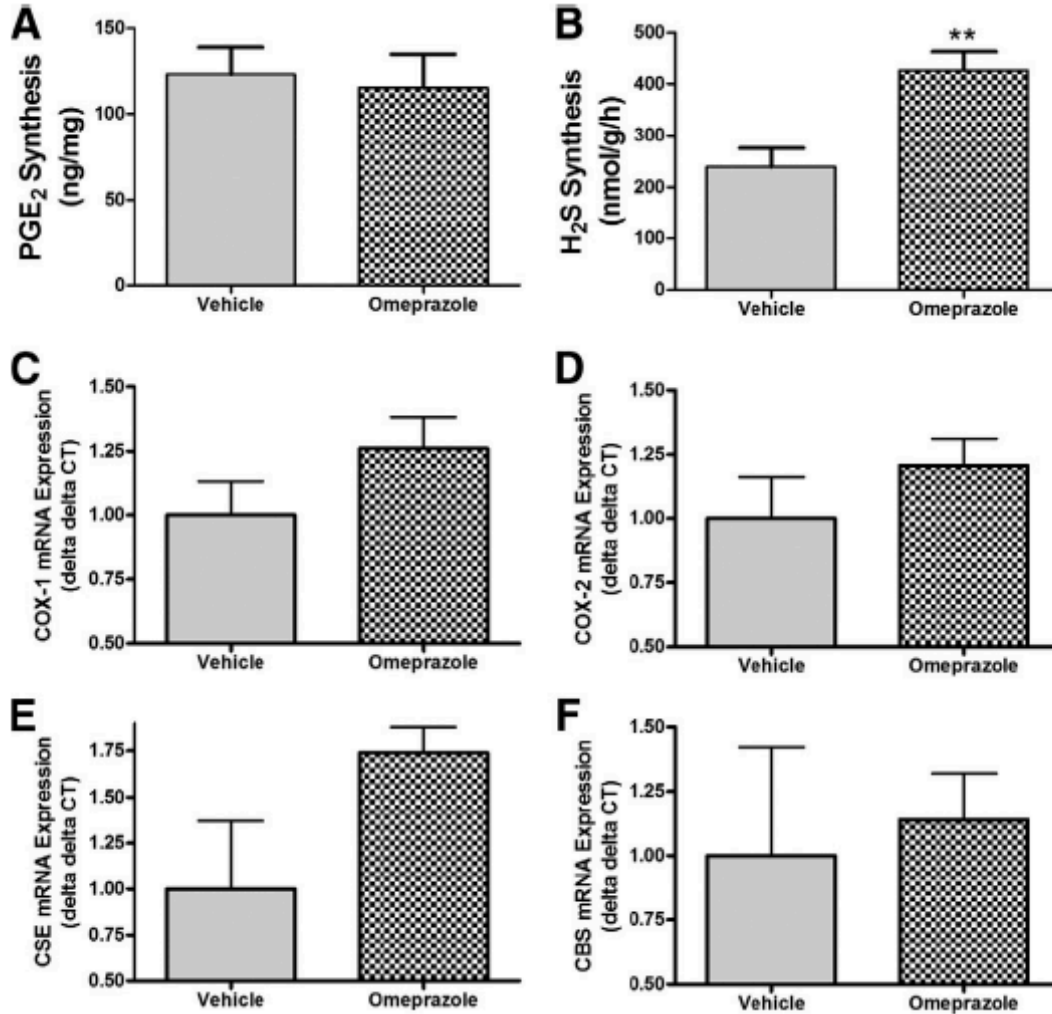 A
PGE2 Synthesis
(ng/mg)
150
100
50
0
Vehicle
Omeprazole
B
H2S Synthesis
(nmol/g/h)
500
400
300
200
100
0
**
Vehicle
Omeprazole
C
COX-1 mRNA Expression
(delta delta CT)
1.50
1.25
1.00
0.75
0.50
Vehicle
Omeprazole
D
COX-2 mRNA Expression
(delta delta CT)
1.50
1.25
1.00
0.75
0.50
Vehicle
Omeprazole
E
CSE mRNA Expression
(delta delta CT)
1.75
1.50
1.25
1.00
0.75
0.50
Vehicle
Omeprazole
F
CBS mRNA Expression
(delta delta CT)
1.50
1.25
1.00
0.75
0.50
Vehicle
Omeprazole